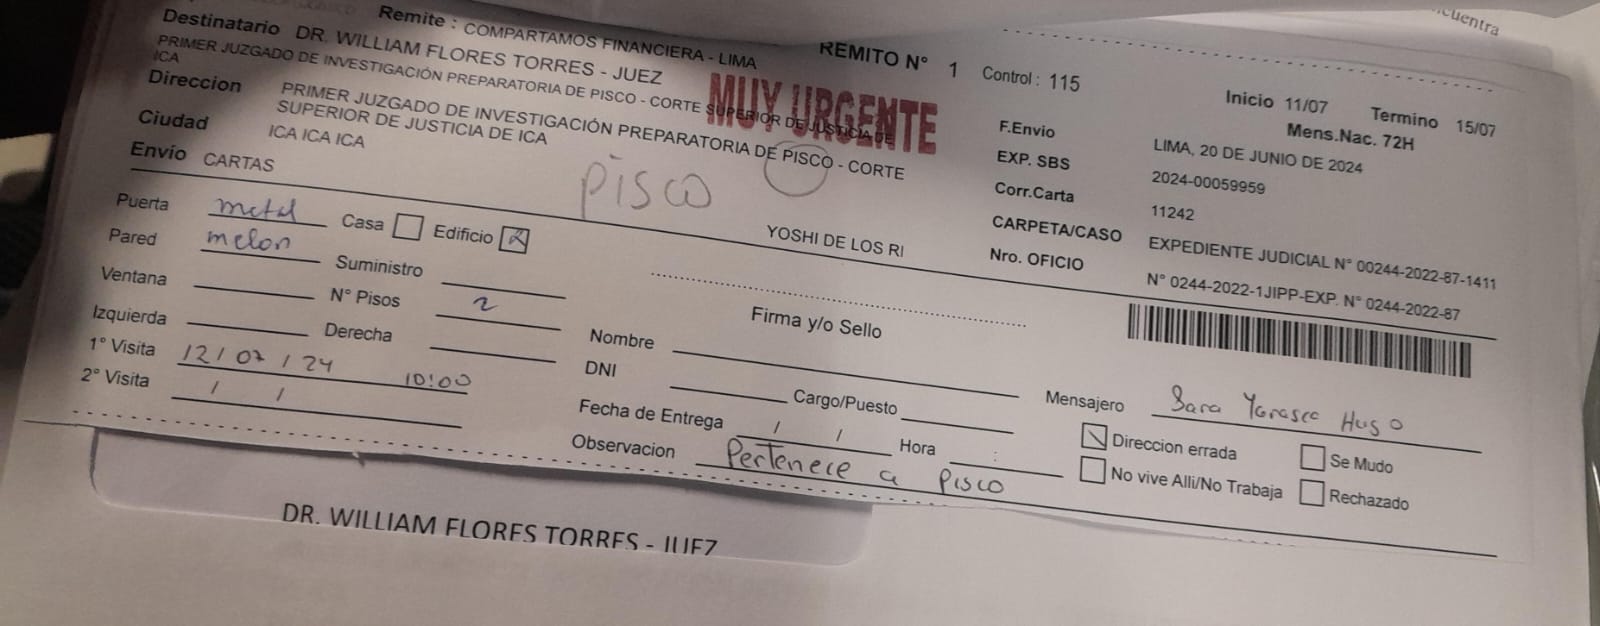 cuentra
Remite : COMPARTAMOS FINANCIERA - LIMA
Destinatario DR. WILLIAM FLORES TORRES - JUEZ
PRIMER JUZGADO DE INVESTIGACIÓN PREPARATORIA DE PISCO - CORTE SUPERIOR DE JUSTICIA DE
ICA
Direccion PRIMER JUZGADO DE INVESTIGACIÓN PREPARATORIA DE PISCO - CORTE
SUPERIOR DE JUSTICIA DE ICA
Ciudad ICA ICA ICA
Envío CARTAS
MUY URGENTE
Pisco
REMITO N° 1 Control : 115
Inicio 11/07 Termino 15/07
Mens.Nac. 72H
F.Envio LIMA, 20 DE JUNIO DE 2024
EXP. SBS 2024-00059959
Corr.Carta 11242
CARPETA/CASO EXPEDIENTE JUDICIAL N° 00244-2022-87-1411
Nro. OFICIO N° 0244-2022-1JIPP-EXP. N° 0244-2022-87
YOSHI DE LOS RI
Puerta metal Casa Edificio
Pared melon Suministro
Ventana N° Pisos 2
Izquierda Derecha
1° Visita 12/07/24 10:00
2° Visita / /
Firma y/o Sello
Nombre
DNI Cargo/Puesto
Fecha de Entrega / / Hora :
Observacion Pertenece a Pisco
Mensajero Hugo
Direccion errada Se Mudo
No vive Alli/No Trabaja Rechazado
DR. WILLIAM FLORES TORRES - JUEZ